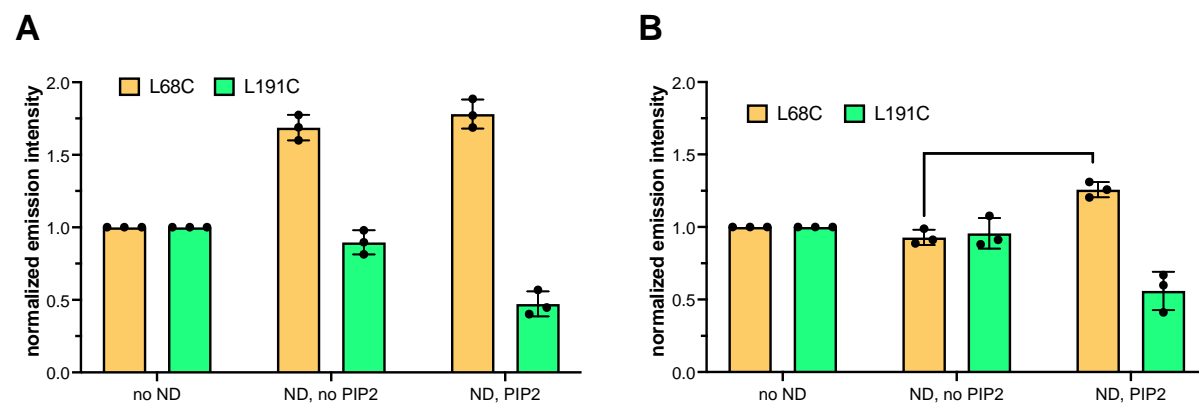 A
normalized emission intensity
2.0
1.5
1.0
0.5
0.0
L68C
L191C
no ND
ND, no PIP2
ND, PIP2
B
normalized emission intensity
2.0
1.5
1.0
0.5
0.0
L68C
L191C
no ND
ND, no PIP2
ND, PIP2